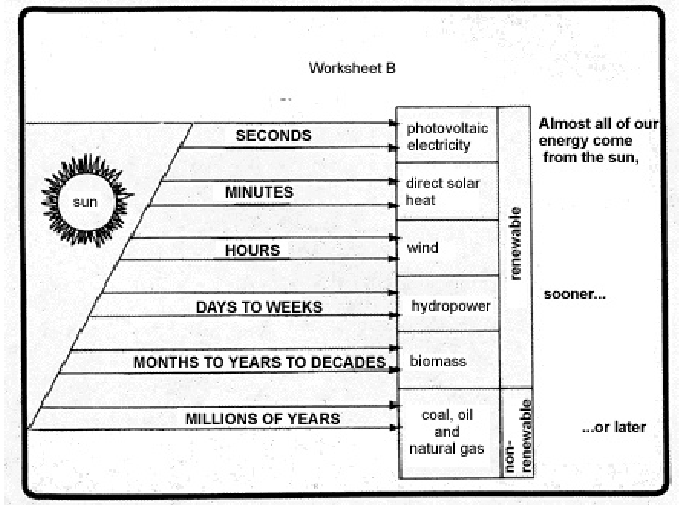 Worksheet B
SECONDS
photovoltaic
electricity
Almost all of our
energy come
from the sun,
sun
MINUTES
direct solar
heat
HOURS
wind
renewable
DAYS TO WEEKS
hydropower
sooner...
MONTHS TO YEARS TO DECADES
biomass
MILLIONS OF YEARS
coal, oil
and
natural gas
non-
renewable
...or later